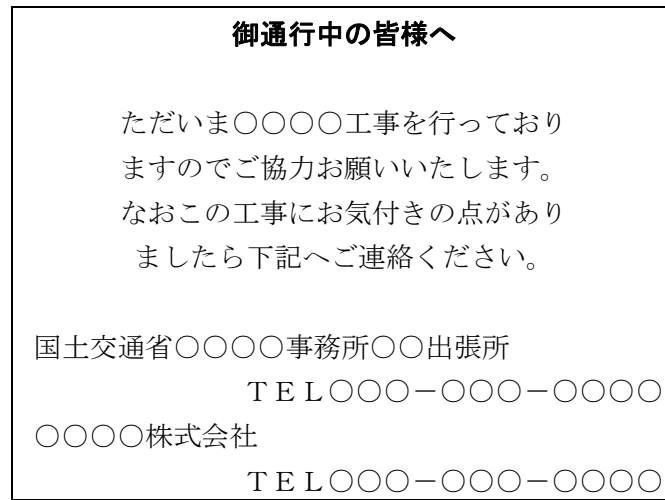 御通行中の皆様へ
ただいま○○○○工事を行っており
ますのでご協力お願いいたします。
なおこの工事にお気付きの点があり
ましたら下記へご連絡ください。
国土交通省○○○○事務所○○出張所
ＴＥＬ○○○－○○○－○○○○
○○○○株式会社
ＴＥＬ○○○－○○○－○○○○